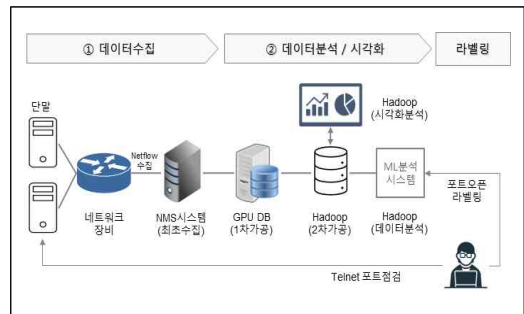 ① 데이터수집
② 데이터분석 / 시각화
라벨링
단말
Netflow
수집
네트워크
장비
NMS시스템
(최초수집)
GPU DB
(1차가공)
Hadoop
(2차가공)
Hadoop
(시각화분석)
ML분석
시스템
Hadoop
(데이터분석)
포트오픈
라벨링
Telnet 포트점검